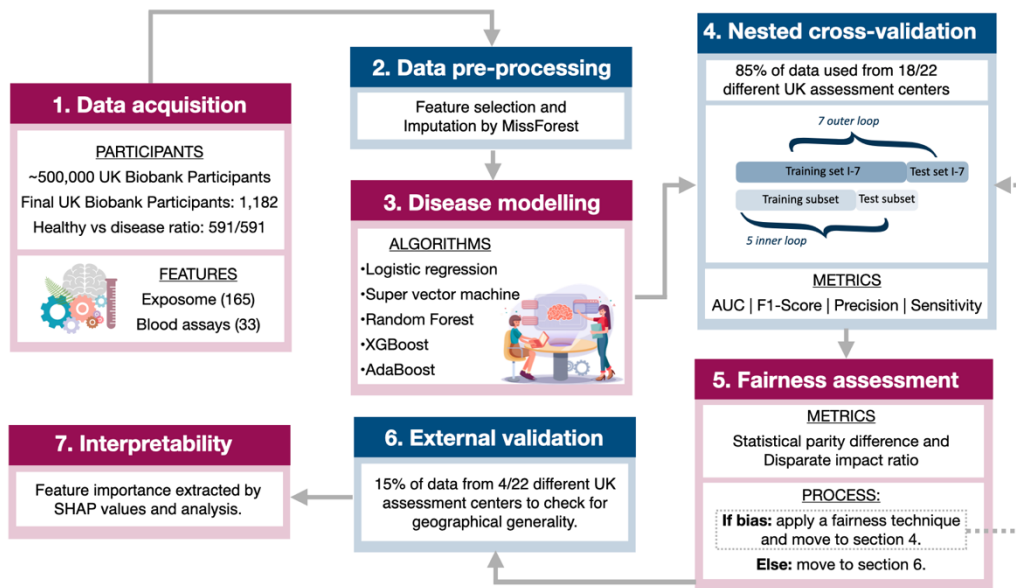 1. Data acquisition
PARTICIPANTS
~500,000 UK Biobank Participants
Final UK Biobank Participants: 1,182
Healthy vs disease ratio: 591/591
FEATURES
Exposome (165)
Blood assays (33)
2. Data pre-processing
Feature selection and
Imputation by MissForest
3. Disease modelling
ALGORITHMS
•Logistic regression
•Super vector machine
•Random Forest
•XGBoost
•AdaBoost
4. Nested cross-validation
85% of data used from 18/22
different UK assessment centers
7 outer loop
Training set I-7
Test set I-7
Training subset
Test subset
5 inner loop
METRICS
AUC | F1-Score | Precision | Sensitivity
5. Fairness assessment
METRICS
Statistical parity difference and
Disparate impact ratio
PROCESS:
If bias: apply a fairness technique
and move to section 4.
Else: move to section 6.
6. External validation
15% of data from 4/22 different UK
assessment centers to check for
geographical generality.
7. Interpretability
Feature importance extracted by
SHAP values and analysis.